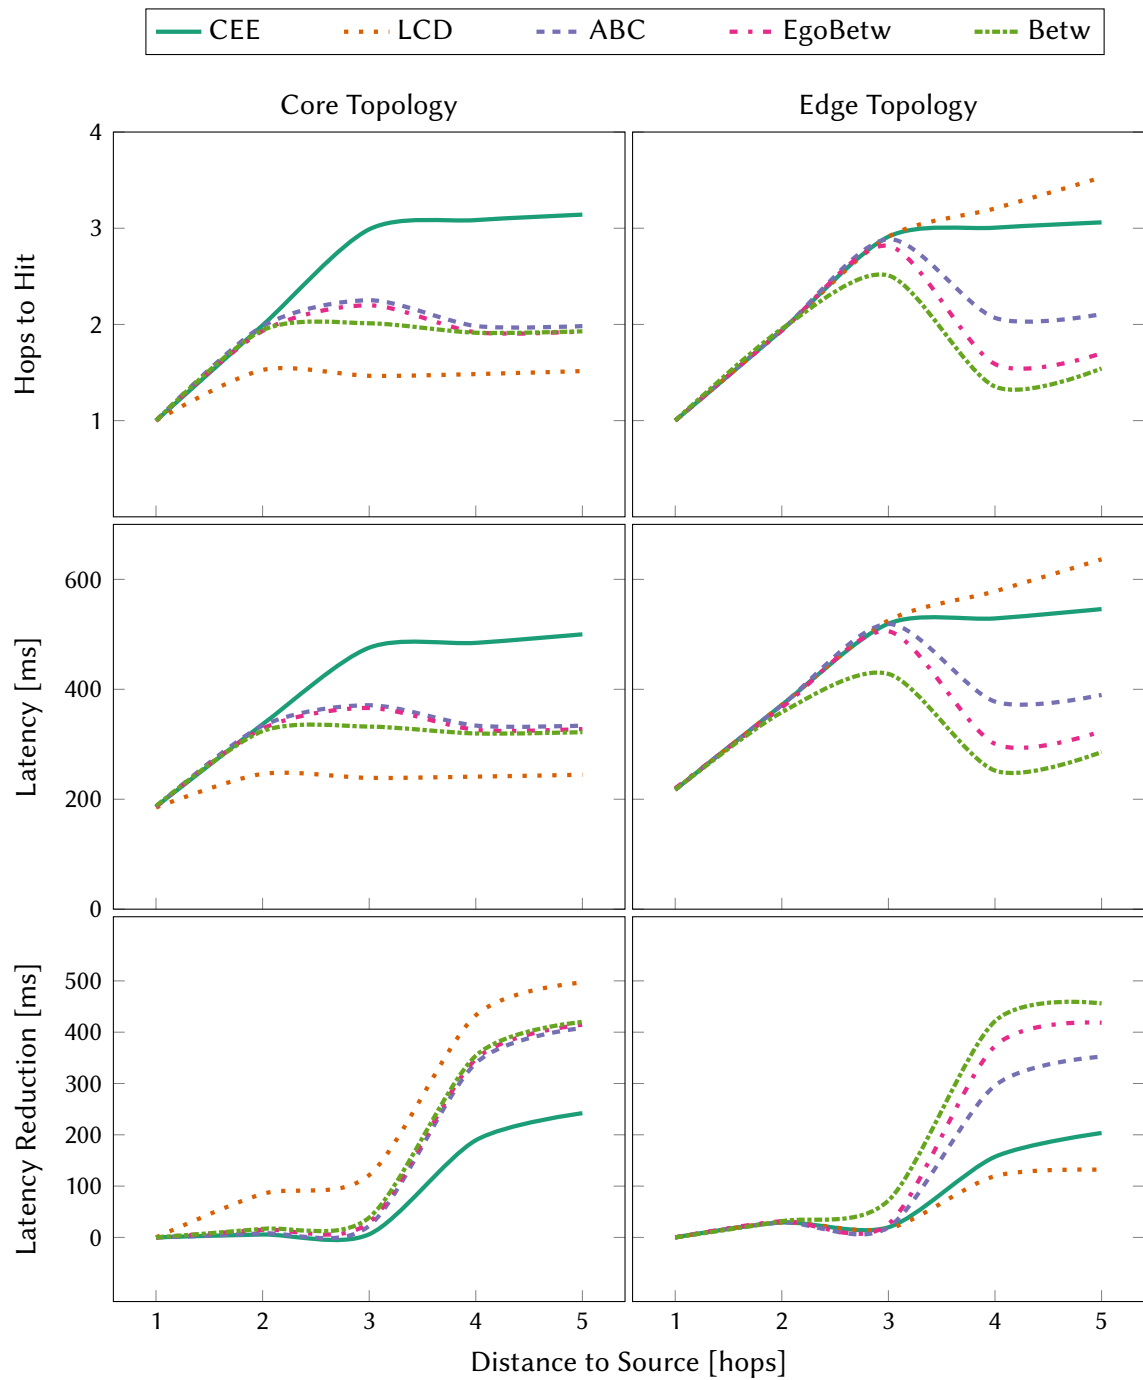 CEE LCD ABC EgoBetw Betw
Core Topology Edge Topology
Hops to Hit
4
3
2
1
Latency [ms]
600
400
200
0
Latency Reduction [ms]
500
400
300
200
100
0
1 2 3 4 5 1 2 3 4 5
Distance to Source [hops]